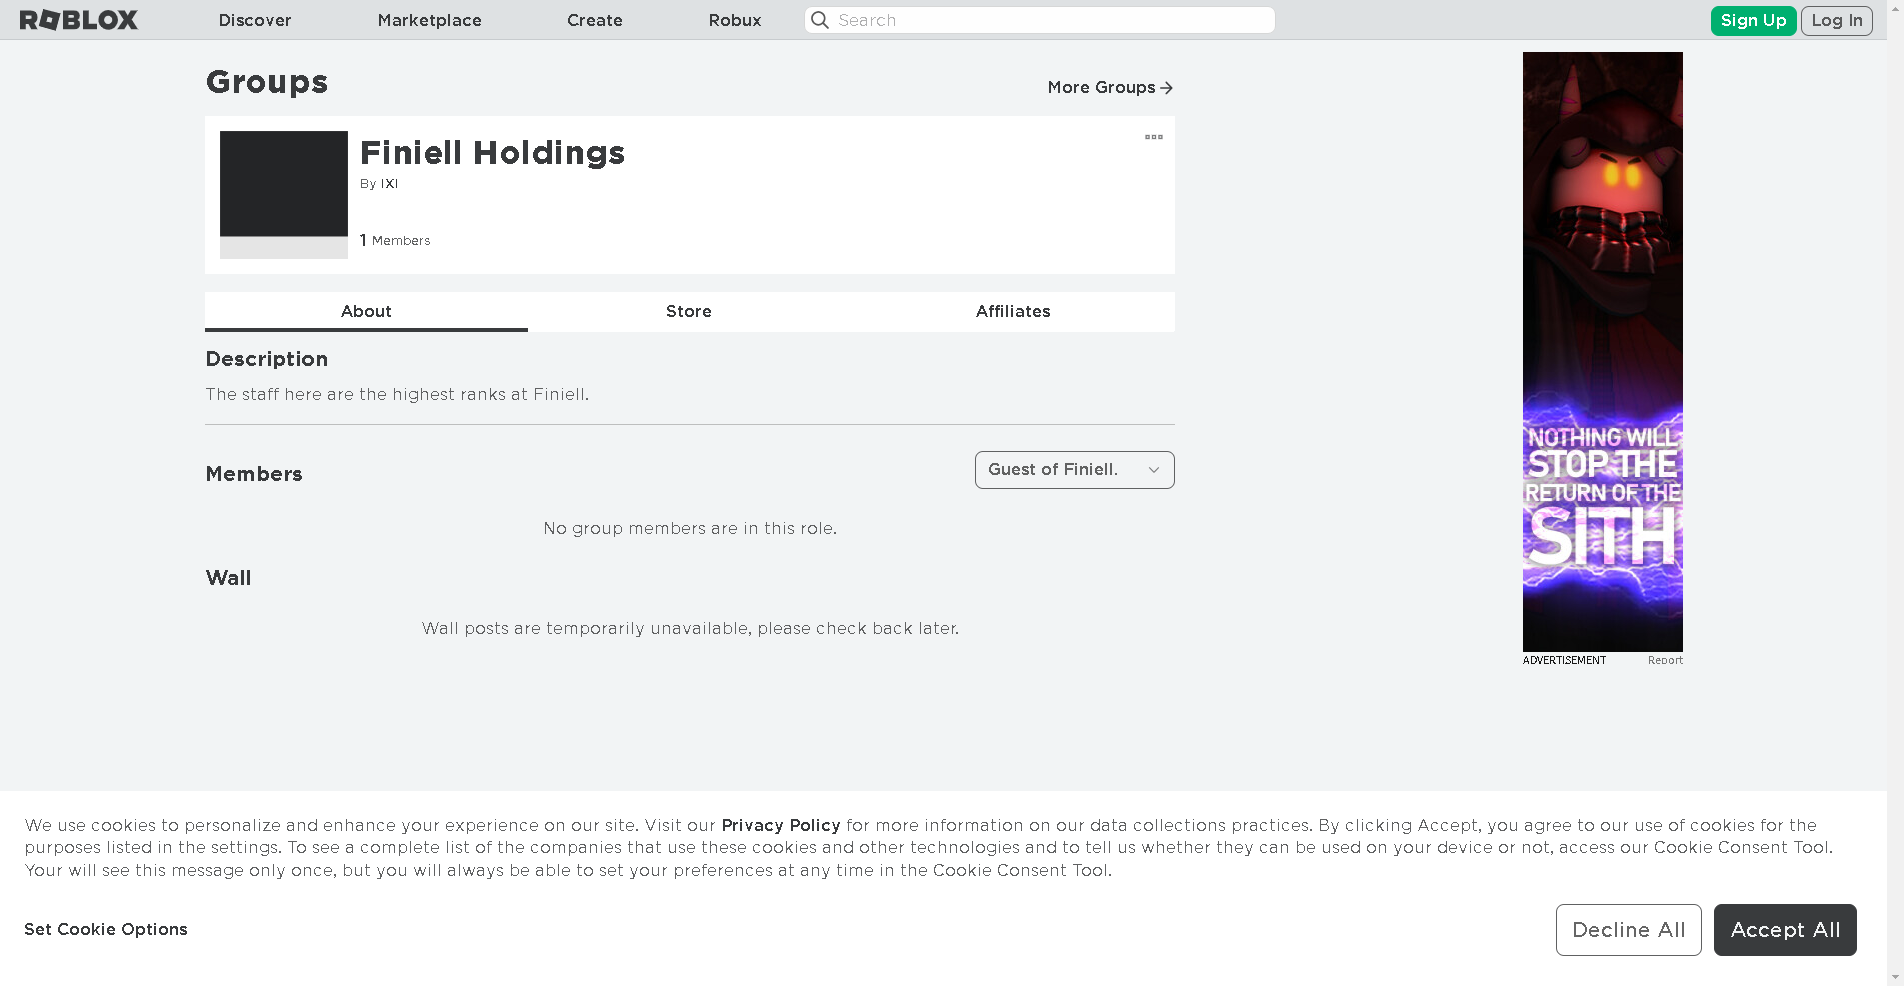 ROBLOX Discover Marketplace Create Robux Search Sign Up Log In
Groups
More Groups
Finiell Holdings
By IXI
1 Members
About Store Affiliates
Description
The staff here are the highest ranks at Finiell.
Members
Guest of Finiell.
No group members are in this role.
Wall
Wall posts are temporarily unavailable, please check back later.
NOTHING WILL
STOP THE
RETURN OF THE
SITH
ADVERTISEMENT Report
We use cookies to personalize and enhance your experience on our site. Visit our Privacy Policy for more information on our data collections practices. By clicking Accept, you agree to our use of cookies for the
purposes listed in the settings. To see a complete list of the companies that use these cookies and other technologies and to tell us whether they can be used on your device or not, access our Cookie Consent Tool.
Your will see this message only once, but you will always be able to set your preferences at any time in the Cookie Consent Tool.
Set Cookie Options
Decline All
Accept All